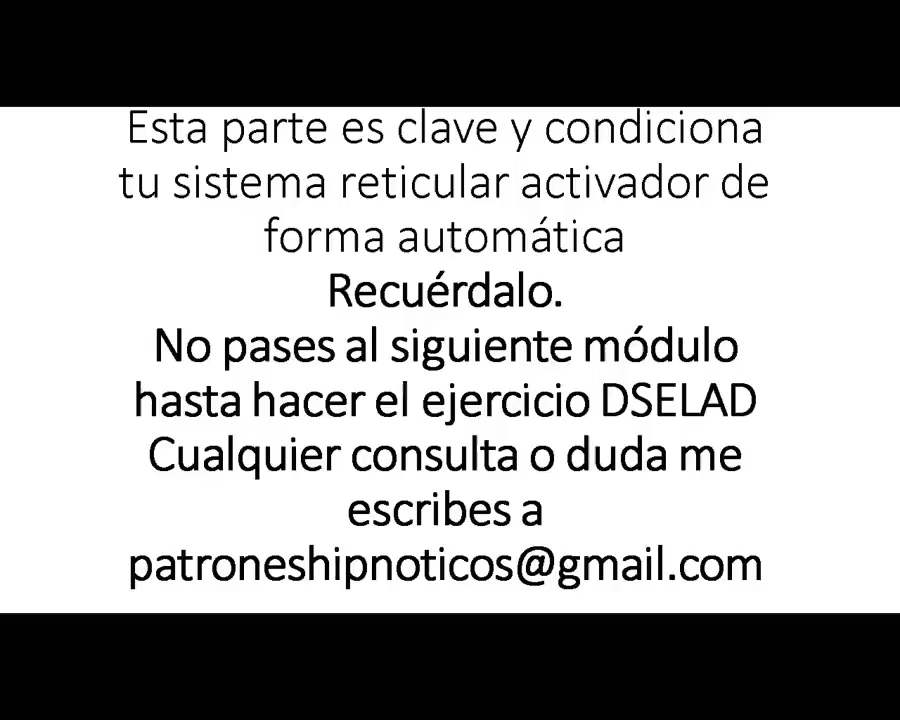 Esta parte es clave y condiciona
tu sistema reticular activador de
forma automática
Recuérdalo.
No pases al siguiente módulo
hasta hacer el ejercicio DSELAD
Cualquier consulta o duda me
escribes a
patroneshipnoticos@gmail.com